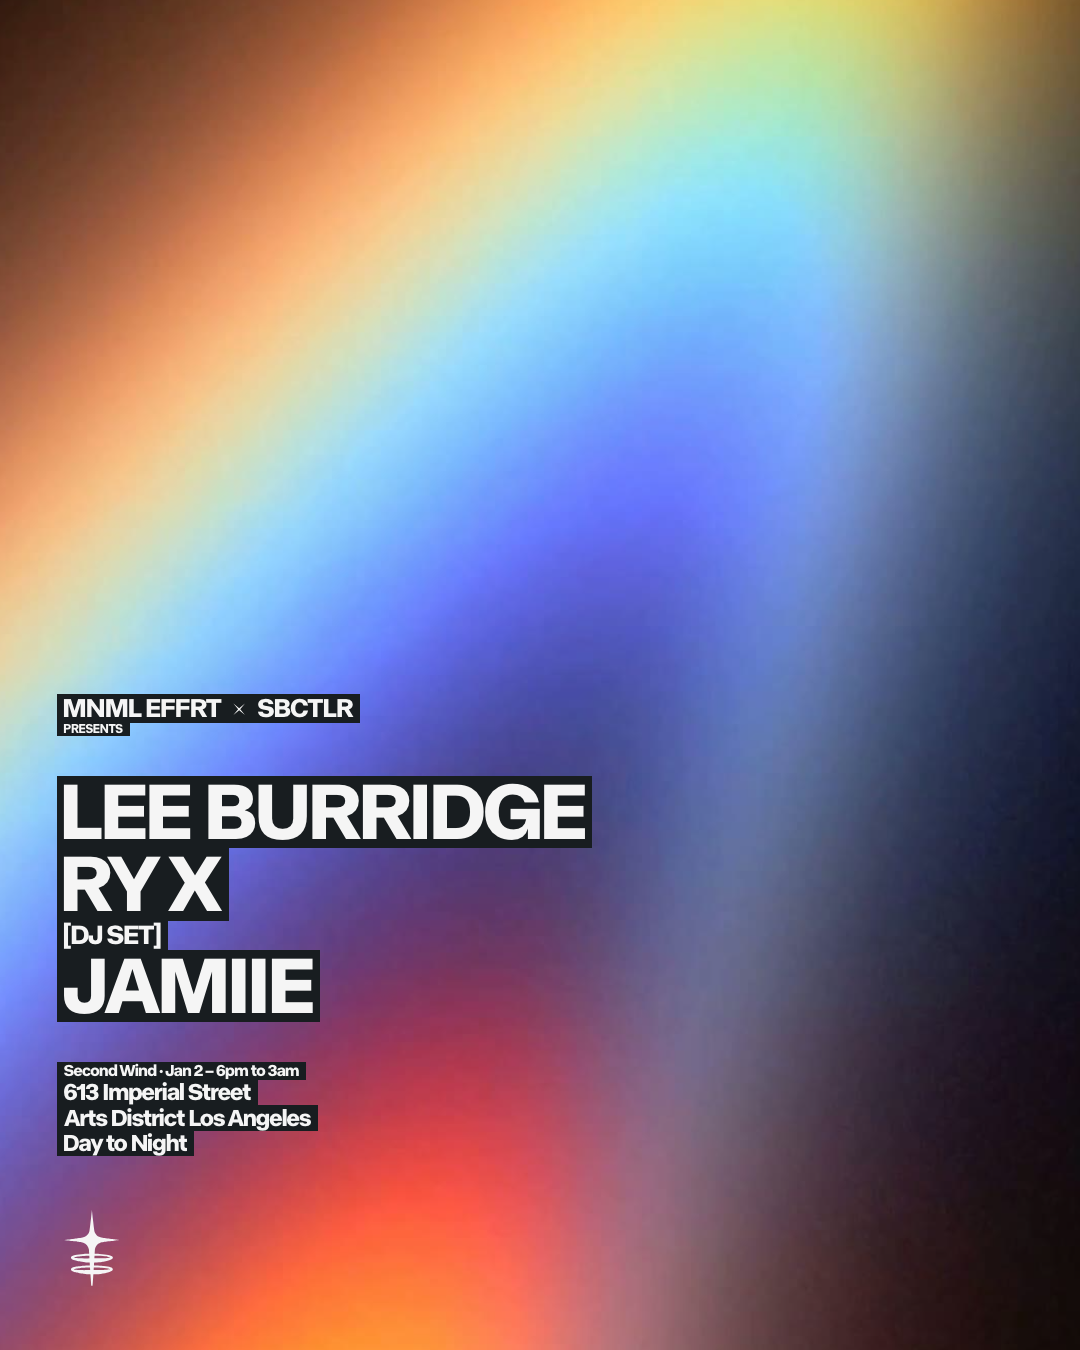 MNML EFFRT × SBCTLR
PRESENTS
LEE BURRIDGE
RY X
[DJ SET]
JAMIIE
Second Wind · Jan 2 – 6pm to 3am
613 Imperial Street
Arts District Los Angeles
Day to Night